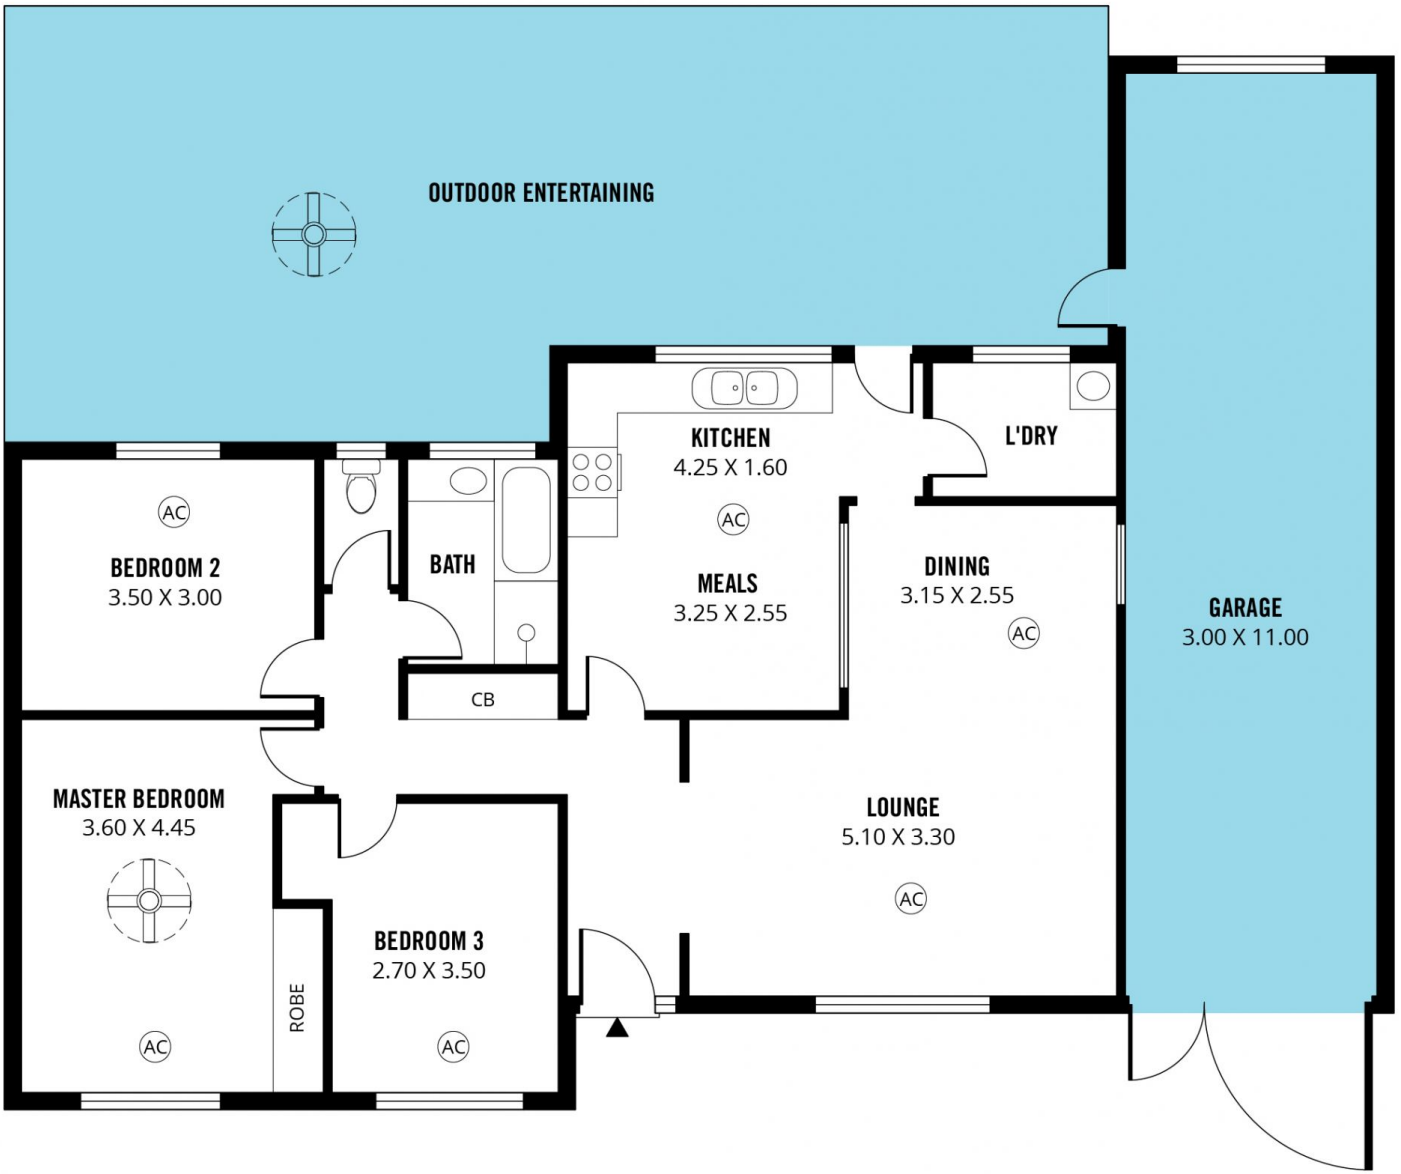 OUTDOOR ENTERTAINING
KITCHEN
4.25 X 1.60
AC
L'DRY
AC
BEDROOM 2
3.50 X 3.00
BATH
MEALS
3.25 X 2.55
DINING
3.15 X 2.55
AC
GARAGE
3.00 X 11.00
CB
MASTER BEDROOM
3.60 X 4.45
LOUNGE
5.10 X 3.30
AC
BEDROOM 3
2.70 X 3.50
ROBE
AC
AC